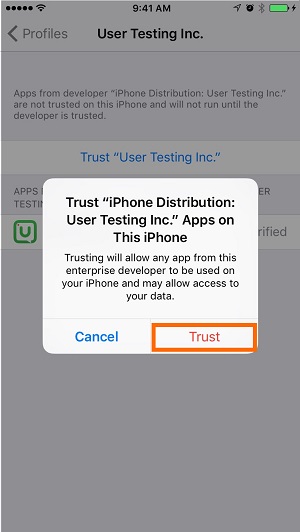 9:41 AM
Profiles
User Testing Inc.
Apps from developer “iPhone Distribution: User Testing Inc.”
are not trusted on this iPhone and will not run until the
developer is trusted.
Trust “User Testing Inc.”
APPS
USER
TESTING
Trust “iPhone Distribution:
User Testing Inc.” Apps on
This iPhone
Trusting will allow any app from this
enterprise developer to be used on
your iPhone and may allow access to
your data.
Cancel
Trust